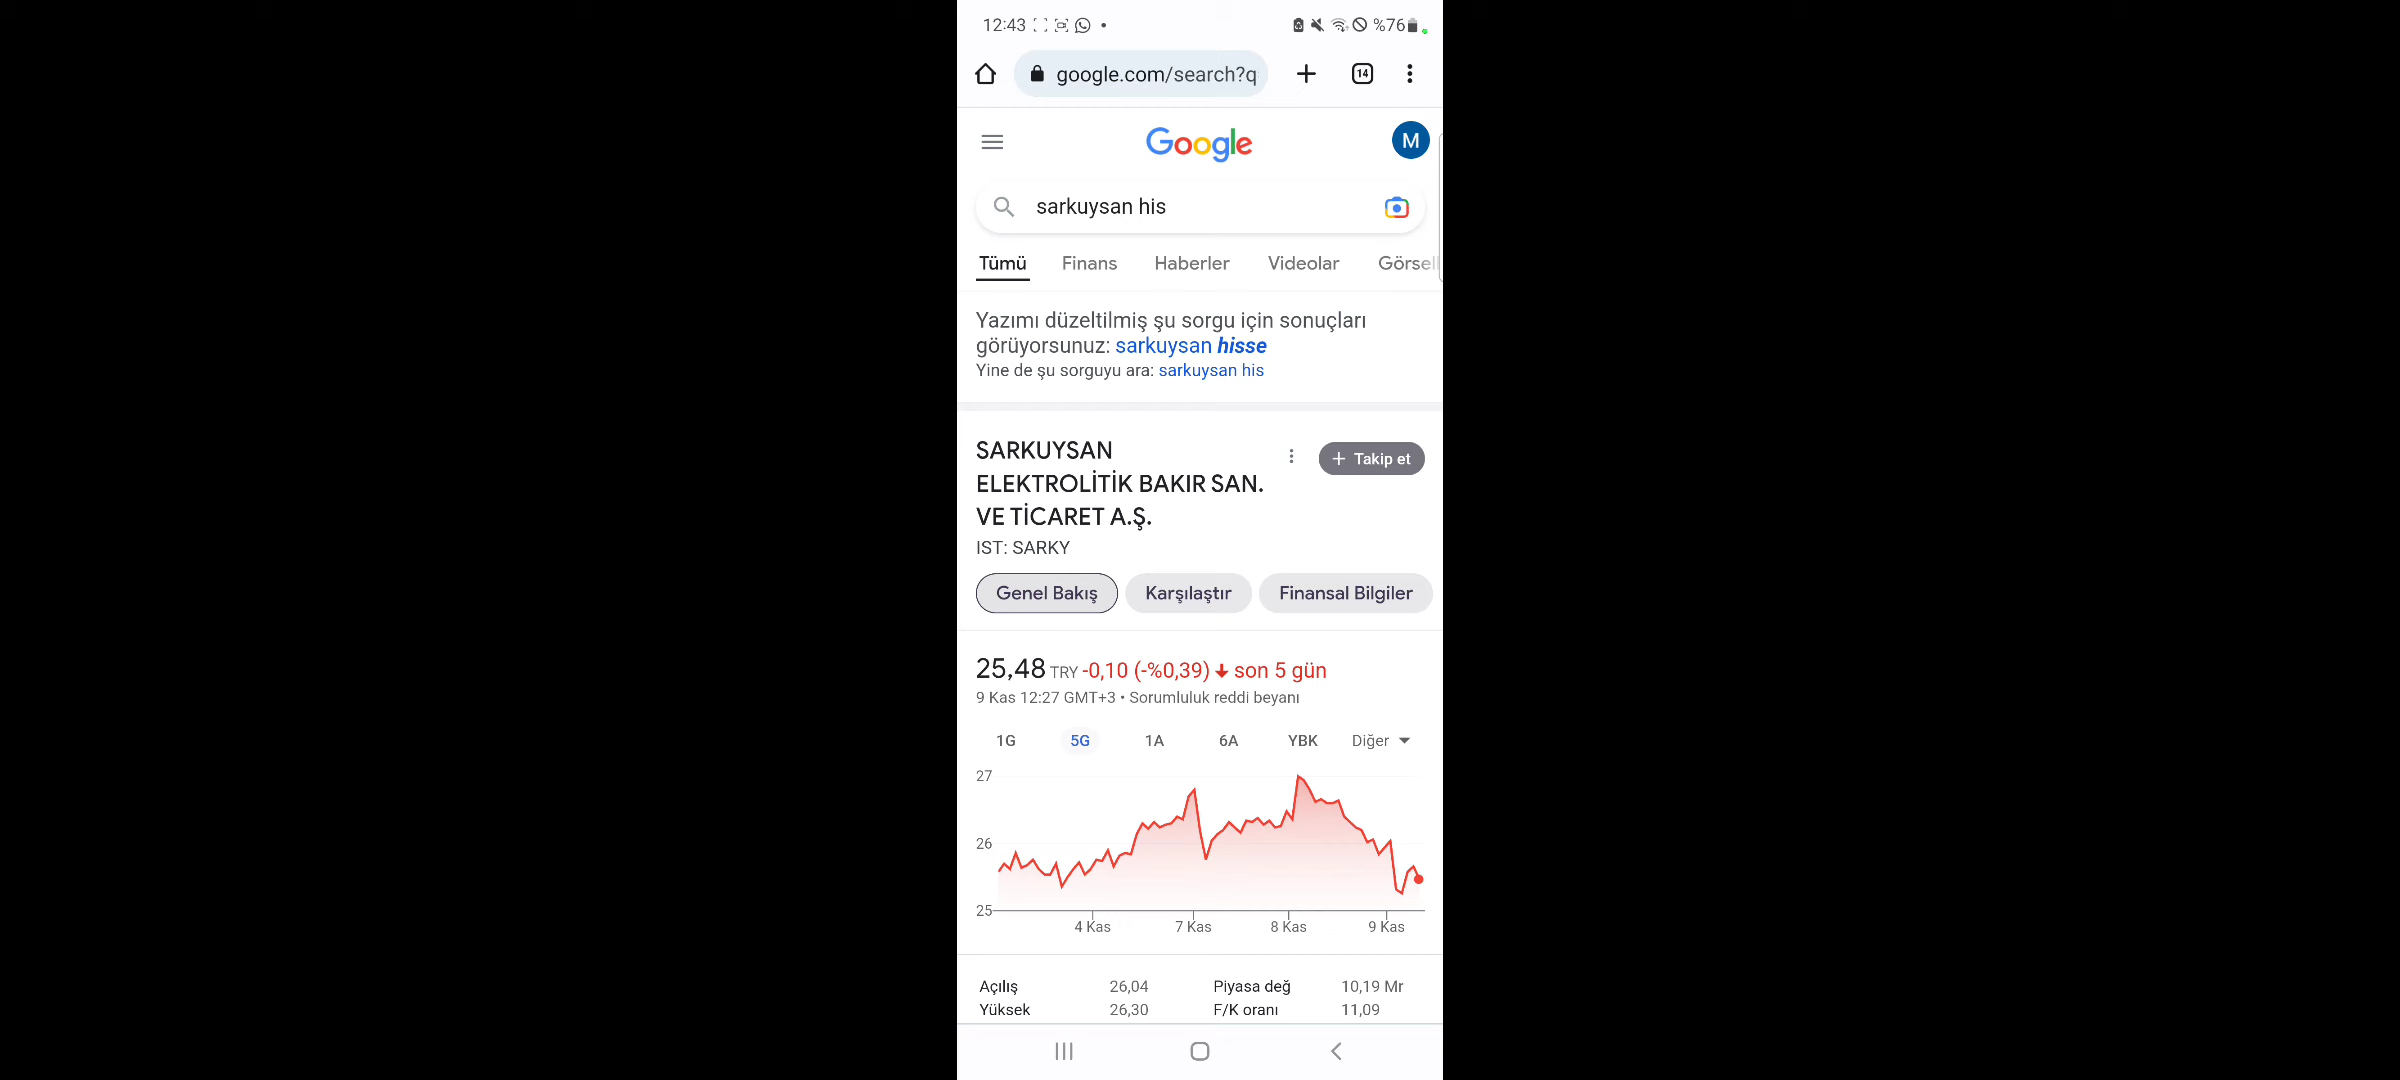 12:43 %76
google.com/search?q
14
Google
M
sarkuysan his
Tümü Finans Haberler Videolar Görsell
Yazımı düzeltilmiş şu sorgu için sonuçları
görüyorsunuz: sarkuysan hisse
Yine de şu sorguyu ara: sarkuysan his
SARKUYSAN
ELEKTROLİTİK BAKIR SAN.
VE TİCARET A.Ş.
+ Takip et
IST: SARKY
Genel Bakış Karşılaştır Finansal Bilgiler
25,48 TRY -0,10 (-%0,39) ↓ son 5 gün
9 Kas 12:27 GMT+3 • Sorumluluk reddi beyanı
1G 5G 1A 6A YBK Diğer
27
26
25
4 Kas 7 Kas 8 Kas 9 Kas
Açılış 26,04 Piyasa değ 10,19 Mr
Yüksek 26,30 F/K oranı 11,09